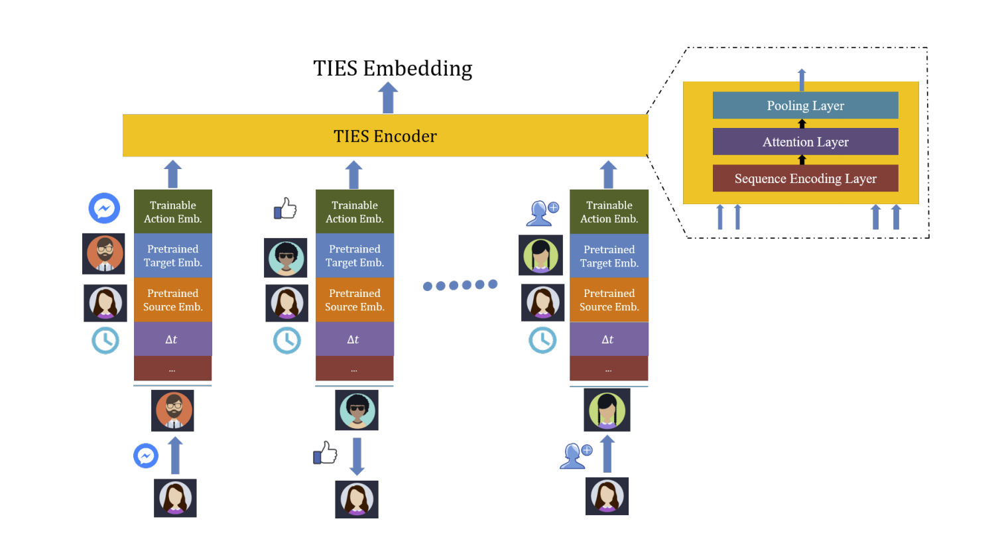 TIES Embedding
TIES Encoder
Pooling Layer
Attention Layer
Sequence Encoding Layer
Trainable
Action Emb.
Pretrained
Target Emb.
Pretrained
Source Emb.
Δt
...
Trainable
Action Emb.
Pretrained
Target Emb.
Pretrained
Source Emb.
Δt
...
Trainable
Action Emb.
Pretrained
Target Emb.
Pretrained
Source Emb.
Δt
...